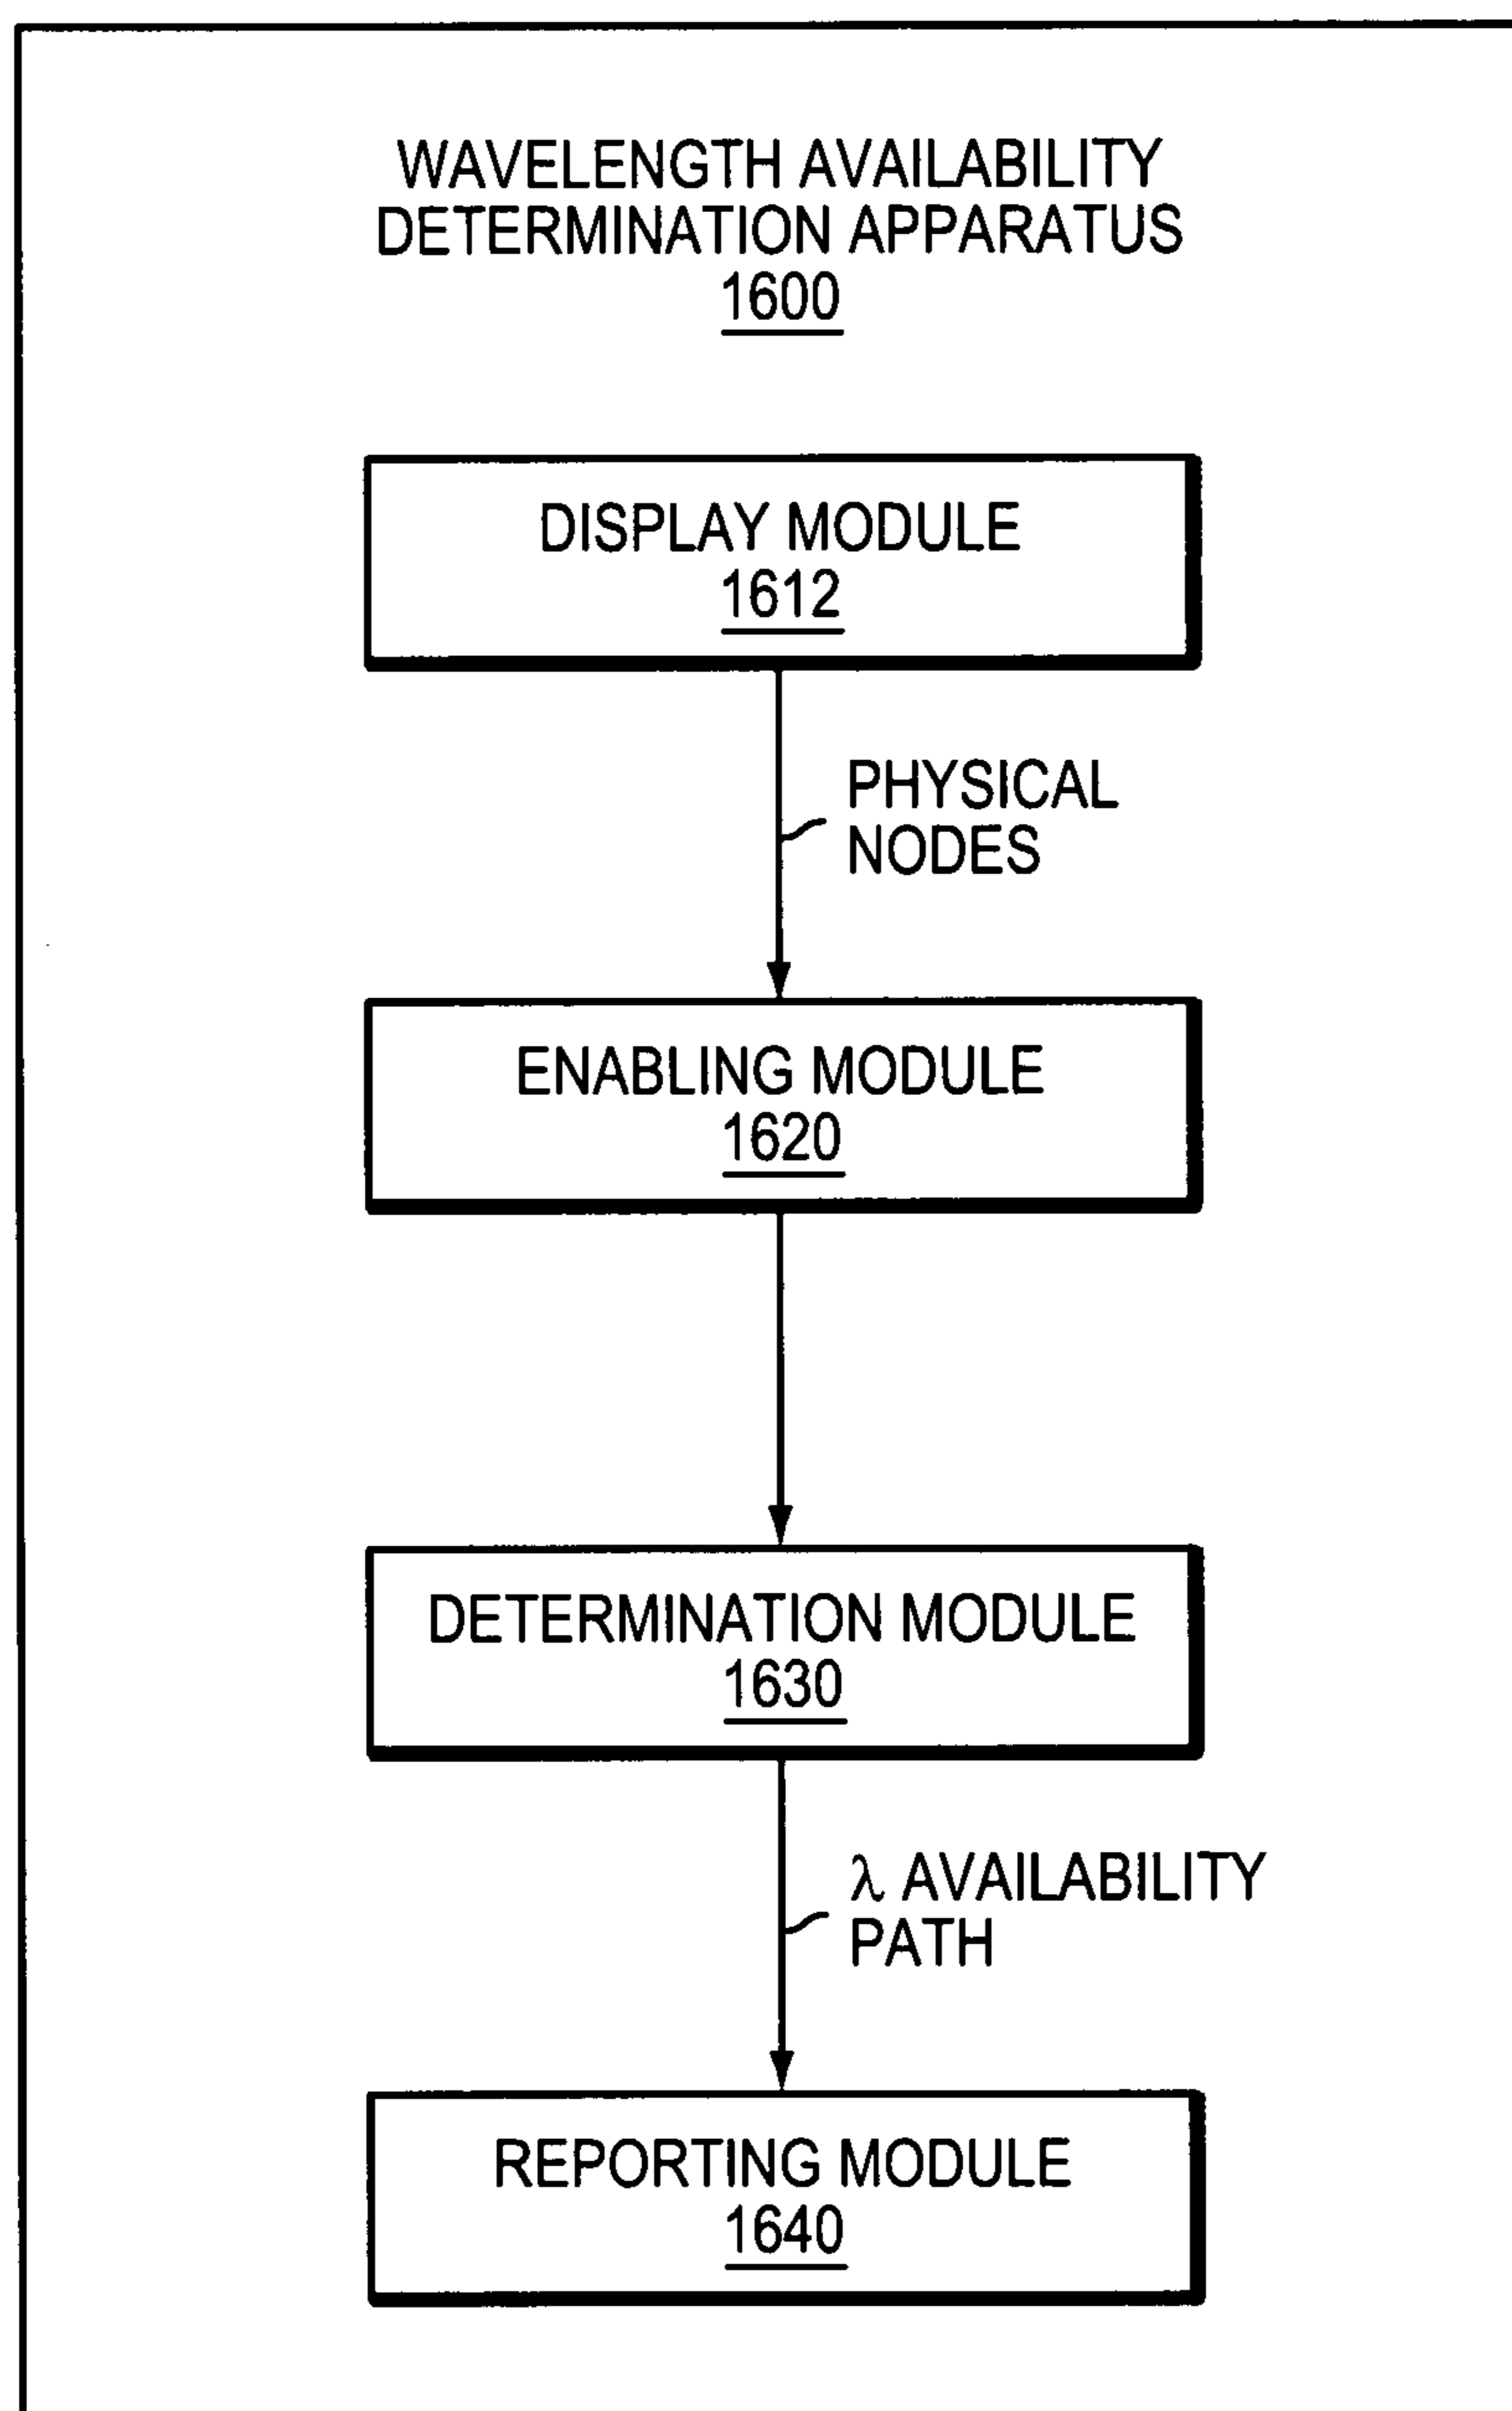 WAVELENGTH AVAILABILITY
DETERMINATION APPARATUS
1600
DISPLAY MODULE
1612
PHYSICAL
NODES
ENABLING MODULE
1620
DETERMINATION MODULE
1630
λ AVAILABILITY
PATH
REPORTING MODULE
1640